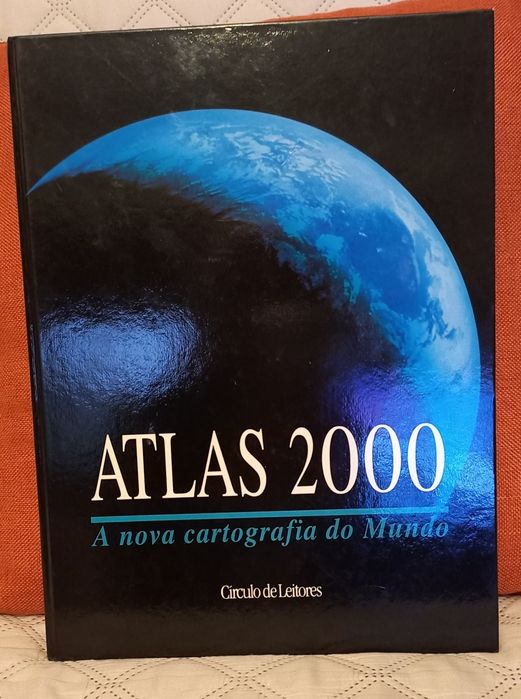 ATLAS 2000
A nova cartografia do Mundo
Círculo de Leitores